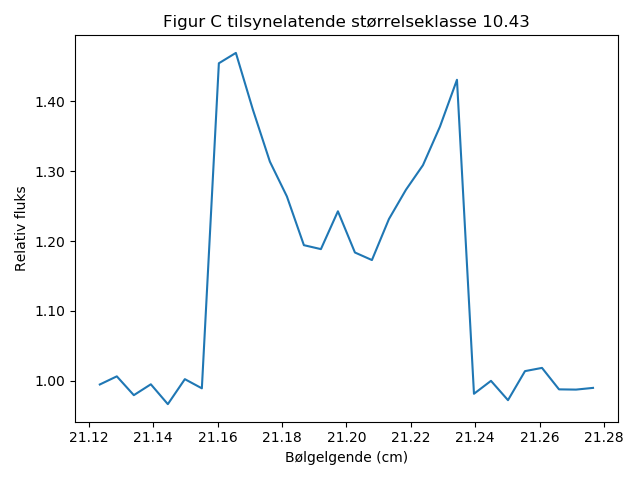 Figur C tilsynelatende størrelseklasse 10.43
Relativ fluks
1.40
1.30
1.20
1.10
1.00
21.12 21.14 21.16 21.18 21.20 21.22 21.24 21.26 21.28
Bølgelgende (cm)